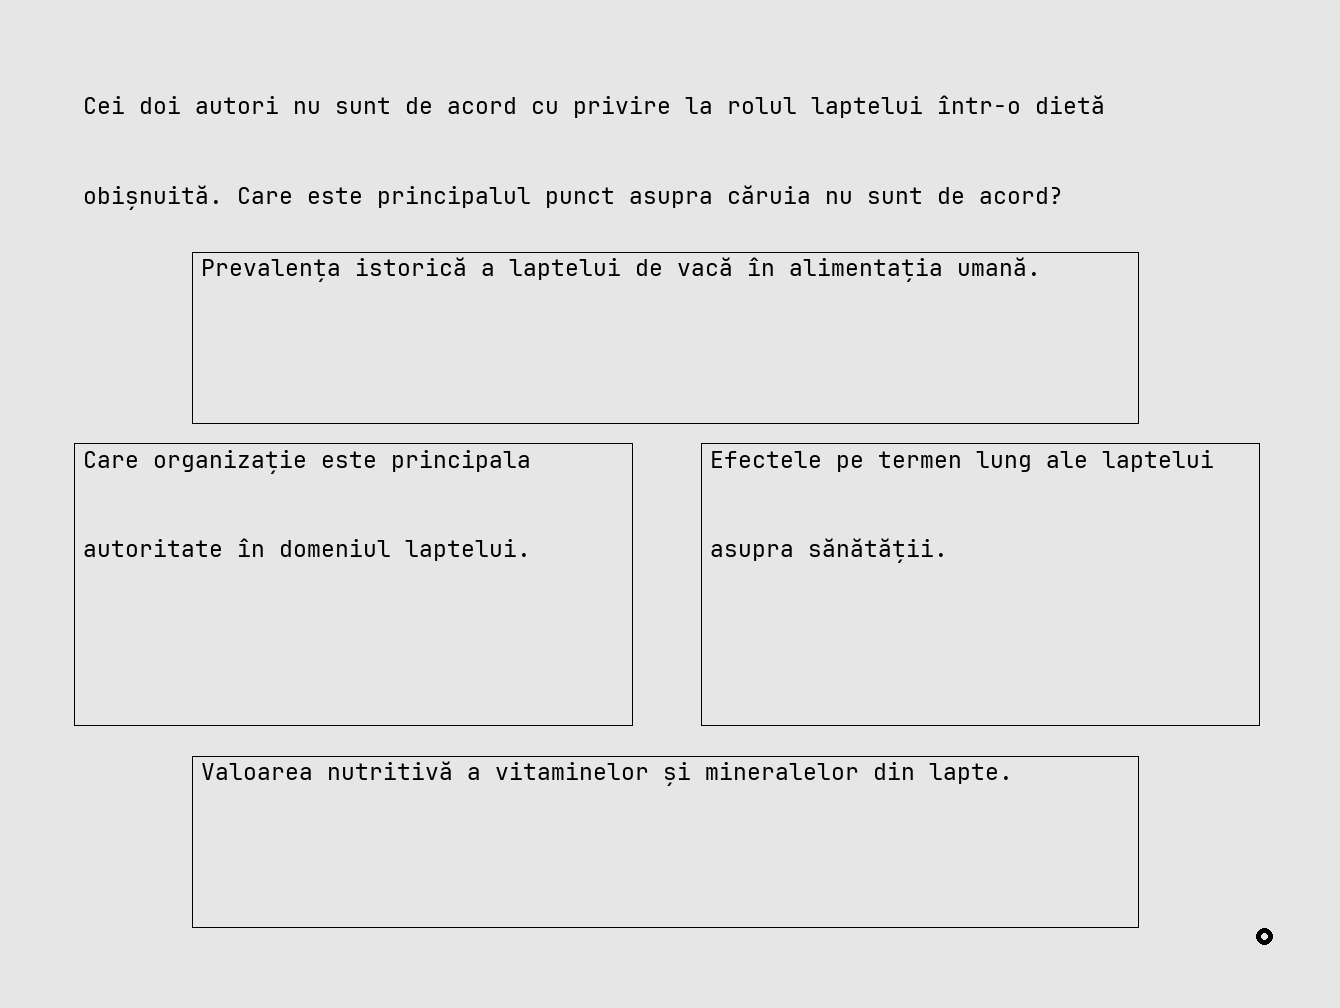 Cei doi autori nu sunt de acord cu privire la rolul laptelui într-o dietă
obișnuită. Care este principalul punct asupra căruia nu sunt de acord?
Prevalența istorică a laptelui de vacă în alimentația umană.
Care organizație este principala
autoritate în domeniul laptelui.
Efectele pe termen lung ale laptelui
asupra sănătății.
Valoarea nutritivă a vitaminelor și mineralelor din lapte.